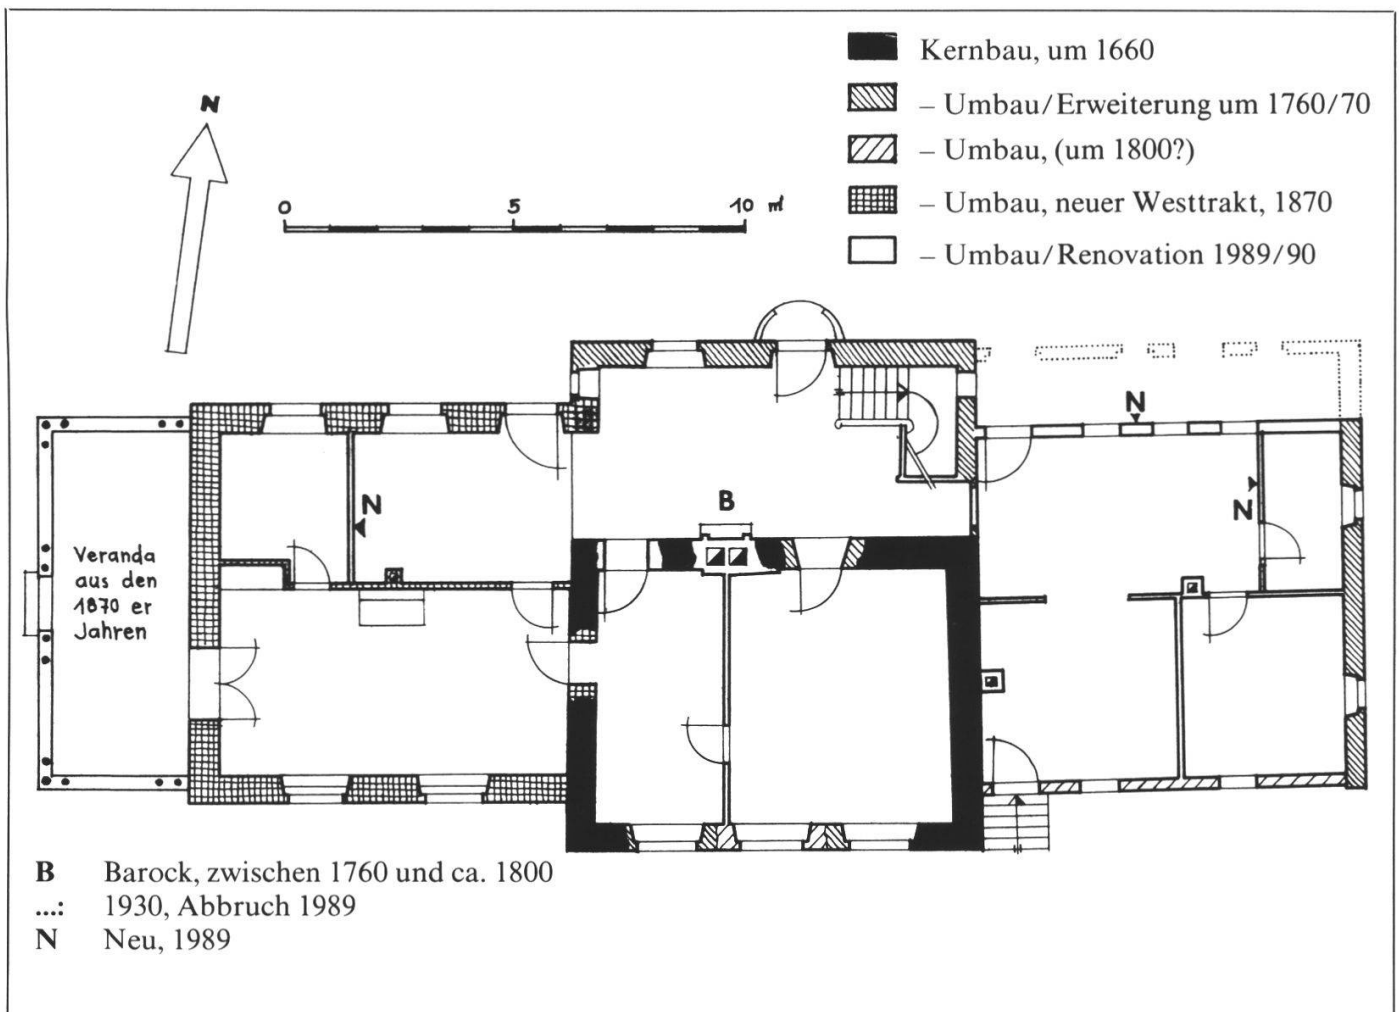 Kernbau, um 1660
– Umbau/Erweiterung um 1760/70
– Umbau, (um 1800?)
– Umbau, neuer Westtrakt, 1870
– Umbau/Renovation 1989/90
N
0 5 10 m
N
B
N
N
Veranda
aus den
1870 er
Jahren
B Barock, zwischen 1760 und ca. 1800
...: 1930, Abbruch 1989
N Neu, 1989